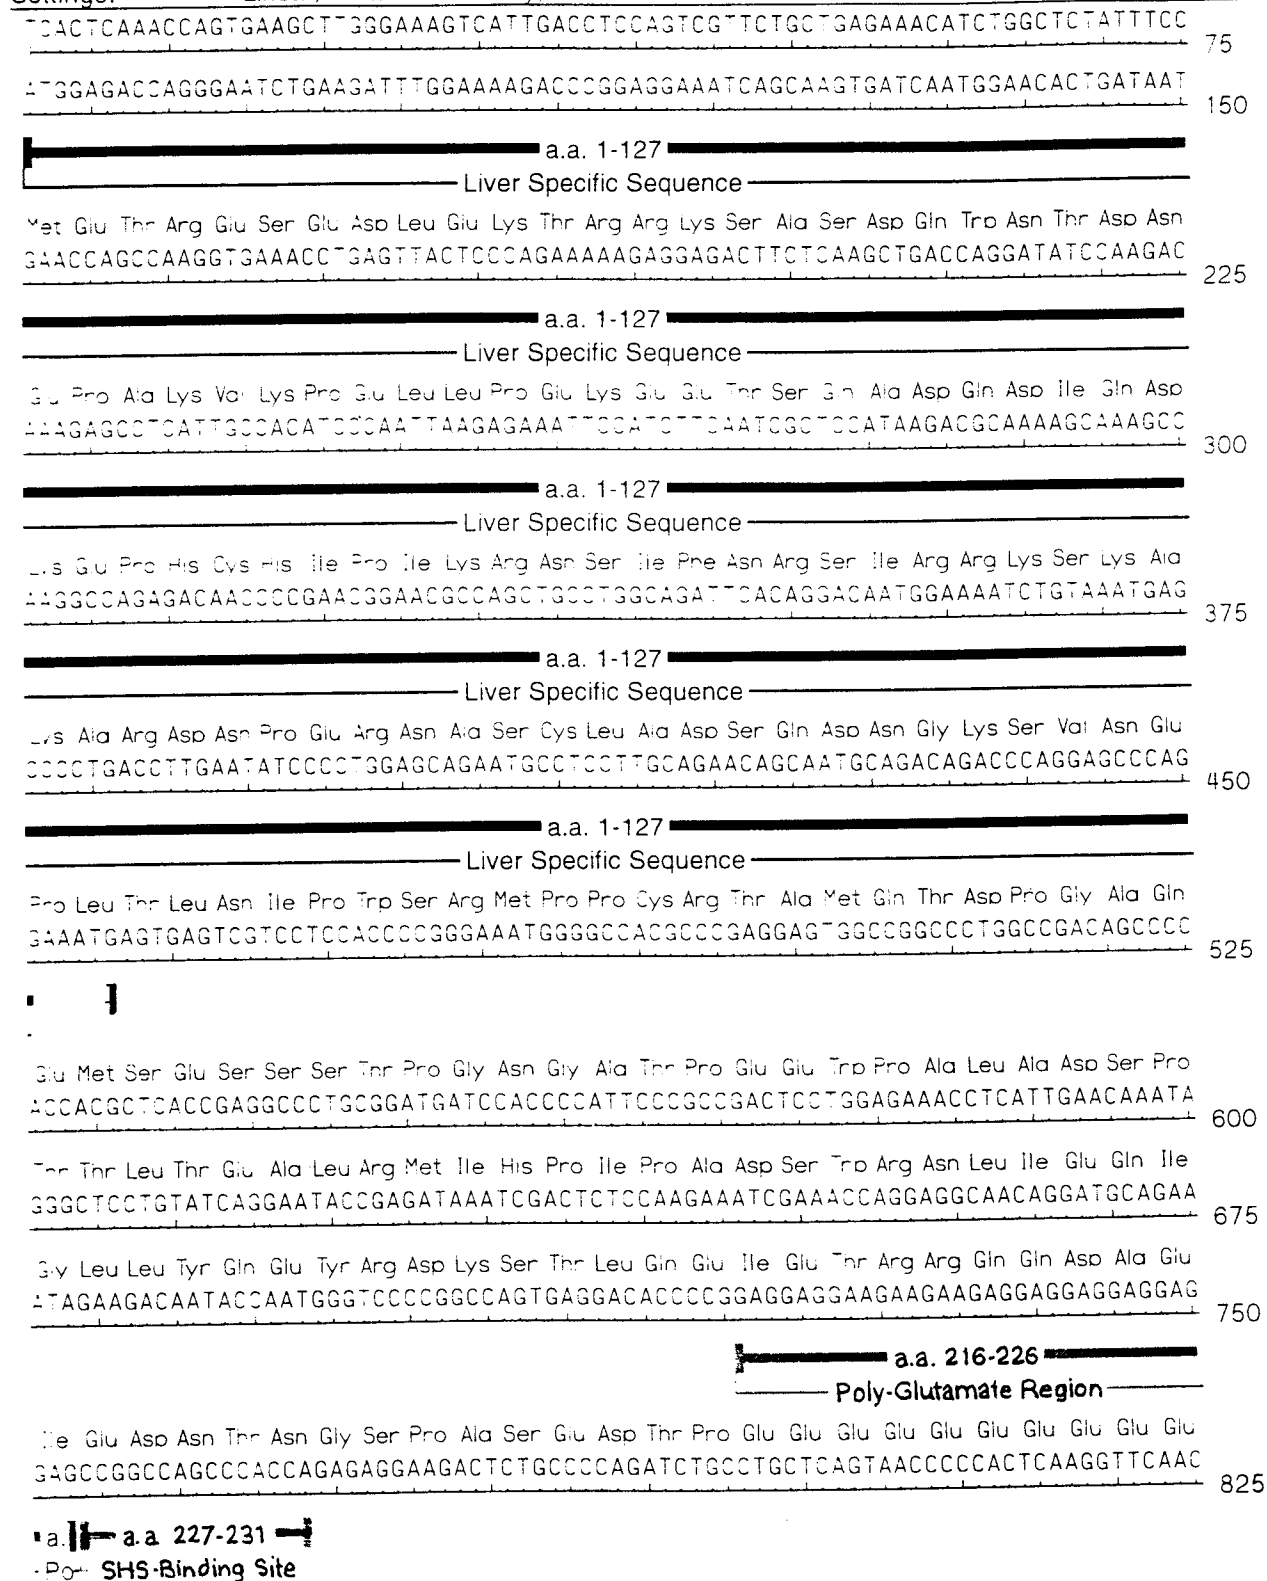 TCACTCAAACCAGTGAAGCTTGGGAAAGTCATTGACCTCCAGTCGTTCTGCTGAGAAACATCTGGCTCTATTTCC 75
ATGGAGACCAGGGAATCTGAAGATTTGGAAAAGACCCGGAGGAAATCAGCAAGTGATCAATGGAACACTGATAAT 150
a.a. 1-127
Liver Specific Sequence
Met Glu Thr Arg Glu Ser Glu Asp Leu Glu Lys Thr Arg Arg Lys Ser Ala Ser Asp Gln Trp Asn Thr Asp Asn
GAACCAGCCAAGGTGAAACCTGAGTTACTCCCAGAAAAAGAGGAGACTTCTCAAGCTGACCAGGATATCCAAGAC 225
a.a. 1-127
Liver Specific Sequence
Glu Pro Ala Lys Val Lys Pro Glu Leu Leu Pro Glu Lys Glu Glu Thr Ser Gln Ala Asp Gln Asp Ile Gln Asp
AAAGAGCCTCATTGCCACATCCCAATTAAGAGAAATTCCATCTTCAATCGCTCCATAAGACGCAAAAGCAAAGCC 300
a.a. 1-127
Liver Specific Sequence
Lys Glu Pro His Cys His Ile Pro Ile Lys Arg Asn Ser Ile Phe Asn Arg Ser Ile Arg Arg Lys Ser Lys Ala
AAGGCCAGAGACAACCCCGAACGGAACGCCAGCTGCCTGGCAGATTCACAGGACAATGGAAAATCTGTAAATGAG 375
a.a. 1-127
Liver Specific Sequence
Lys Ala Arg Asp Asn Pro Glu Arg Asn Ala Ser Cys Leu Ala Asp Ser Gln Asp Asn Gly Lys Ser Val Asn Glu
CCCCTGACCTTGAATATCCCCTGGAGCAGAATGCCTCCTTGCAGAACAGCAATGCAGACAGACCCAGGAGCCCAG 450
a.a. 1-127
Liver Specific Sequence
Pro Leu Thr Leu Asn Ile Pro Trp Ser Arg Met Pro Pro Cys Arg Thr Ala Met Gln Thr Asp Pro Gly Ala Gln
GAAATGAGTGAGTCGTCCTCCACCCCGGGAAATGGGGCCACGCCCGAGGAGTGGCCGGCCCTGGCCGACAGCCCC 525
Glu Met Ser Glu Ser Ser Ser Thr Pro Gly Asn Gly Ala Thr Pro Glu Glu Trp Pro Ala Leu Ala Asp Ser Pro
ACCACGCTCACCGAGGCCCTGCGGATGATCCACCCCATTCCCGCCGACTCCTGGAGAAACCTCATTGAACAAATA 600
Thr Thr Leu Thr Glu Ala Leu Arg Met Ile His Pro Ile Pro Ala Asp Ser Trp Arg Asn Leu Ile Glu Gln Ile
GGGCTCCTGTATCAGGAATACCGAGATAAATCGACTCTCCAAGAAATCGAAACCAGGAGGCAACAGGATGCAGAA 675
Gly Leu Leu Tyr Gln Glu Tyr Arg Asp Lys Ser Thr Leu Gln Glu Ile Glu Thr Arg Arg Gln Gln Asp Ala Glu
ATAGAAGACAATACCAATGGGTCCCCGGCCAGTGAGGACACCCCGGAGGAGGAAGAAGAAGAGGAGGAGGAGGAG 750
a.a. 216-226
Poly-Glutamate Region
Ile Glu Asp Asn Thr Asn Gly Ser Pro Ala Ser Glu Asp Thr Pro Glu Glu Glu Glu Glu Glu Glu Glu Glu Glu
GAGCCGGCCAGCCCACCAGAGAGGAAGACTCTGCCCCAGATCTGCCTGCTCAGTAACCCCCACTCAAGGTTCAAC 825
a. a.a 227-231
Po SHS-Binding Site